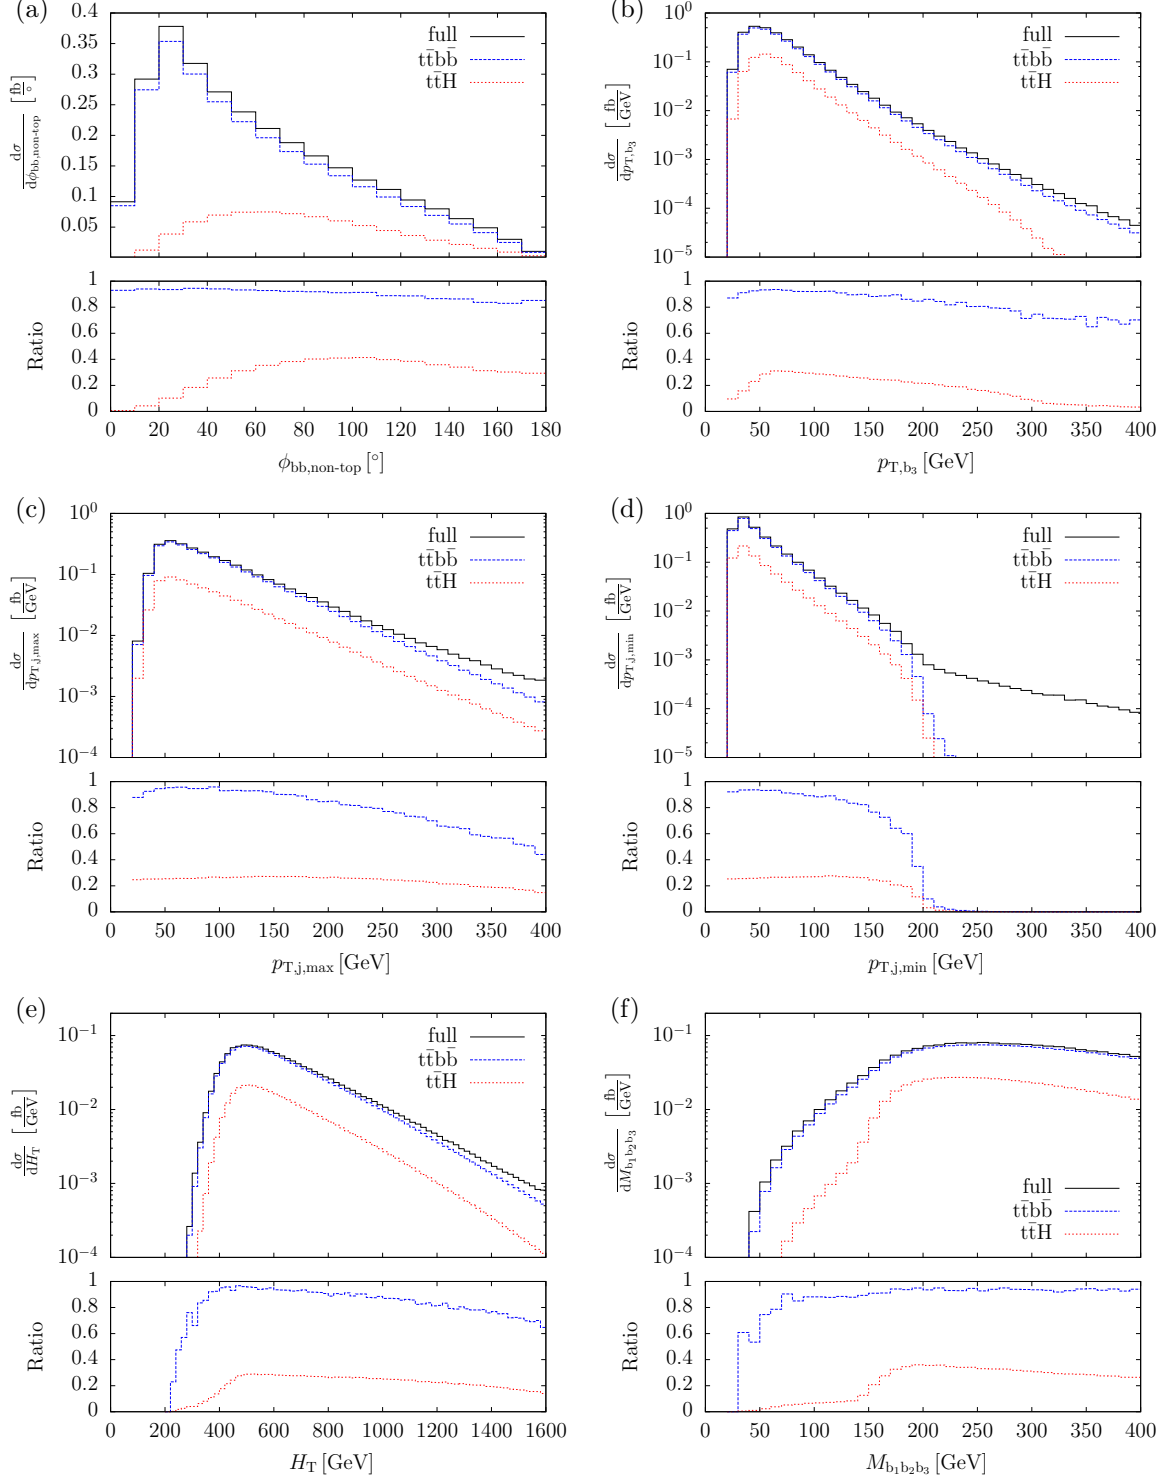 (a)
0.4
0.35
0.3
0.25
0.2
0.15
0.1
0.05
dσ/dϕbb,non-top [fb/°]
full
tt̄bb̄
tt̄H
1
0.8
0.6
0.4
0.2
0
Ratio
0 20 40 60 80 100 120 140 160 180
ϕbb,non-top [°]
(b)
10^0
10^−1
10^−2
10^−3
10^−4
10^−5
dσ/dpT,b3 [fb/GeV]
full
tt̄bb̄
tt̄H
1
0.8
0.6
0.4
0.2
0
Ratio
0 50 100 150 200 250 300 350 400
pT,b3 [GeV]
(c)
10^0
10^−1
10^−2
10^−3
10^−4
dσ/dpT,j,max [fb/GeV]
full
tt̄bb̄
tt̄H
1
0.8
0.6
0.4
0.2
0
Ratio
0 50 100 150 200 250 300 350 400
pT,j,max [GeV]
(d)
10^0
10^−1
10^−2
10^−3
10^−4
10^−5
dσ/dpT,j,min [fb/GeV]
full
tt̄bb̄
tt̄H
1
0.8
0.6
0.4
0.2
0
Ratio
0 50 100 150 200 250 300 350 400
pT,j,min [GeV]
(e)
10^−1
10^−2
10^−3
10^−4
dσ/dHT [fb/GeV]
full
tt̄bb̄
tt̄H
1
0.8
0.6
0.4
0.2
0
Ratio
0 200 400 600 800 1000 1200 1400 1600
HT [GeV]
(f)
10^−1
10^−2
10^−3
10^−4
dσ/dMb1b2b3 [fb/GeV]
full
tt̄bb̄
tt̄H
1
0.8
0.6
0.4
0.2
0
Ratio
0 50 100 150 200 250 300 350 400
Mb1b2b3 [GeV]